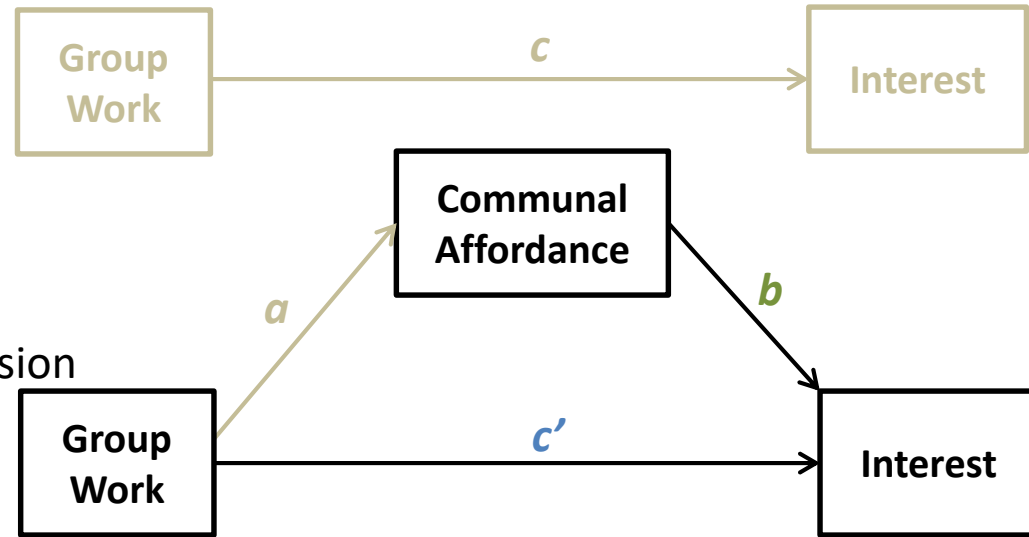 c
Group
Work
Interest
Communal
Affordance
a
b
sion
Group
Work
c’
Interest